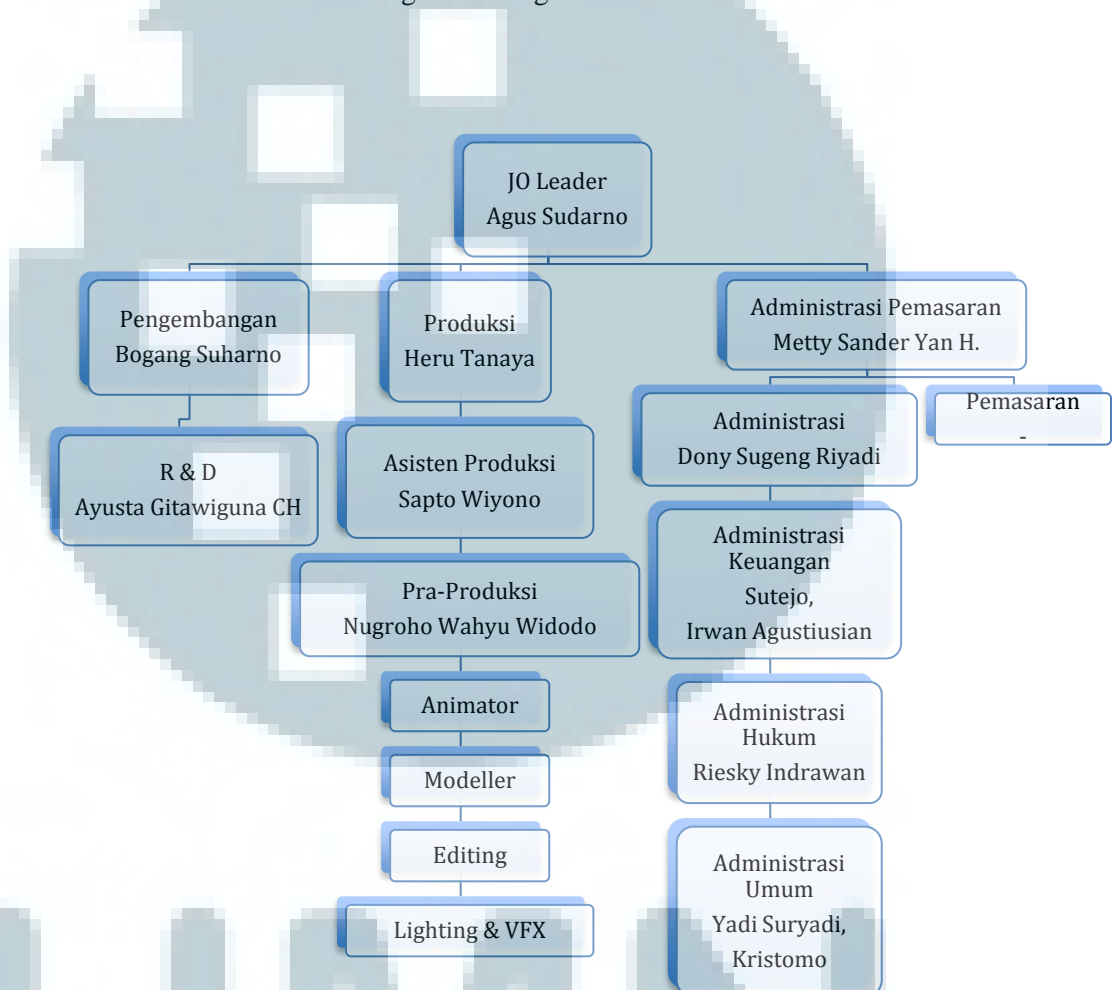 JO Leader
Agus Sudarno
Pengembangan
Bogang Suharno
R & D
Ayusta Gitawiguna CH
Produksi
Heru Tanaya
Asisten Produksi
Sapto Wiyono
Pra-Produksi
Nugroho Wahyu Widodo
Animator
Modeller
Editing
Lighting & VFX
Administrasi Pemasaran
Metty Sander Yan H.
Administrasi
Dony Sugeng Riyadi
Administrasi
Keuangan
Sutejo,
Irwan Agustiusian
Administrasi
Hukum
Riesky Indrawan
Administrasi
Umum
Yadi Suryadi,
Kristomo
Pemasaran
-